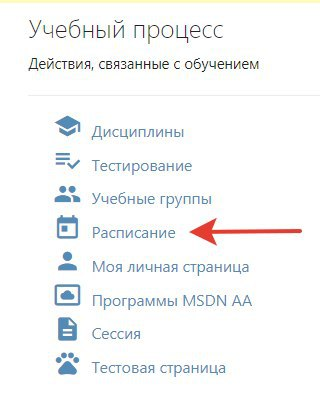 Учебный процесс
Действия, связанные с обучением
Дисциплины
Тестирование
Учебные группы
Расписание
Моя личная страница
Программы MSDN AA
Сессия
Тестовая страница